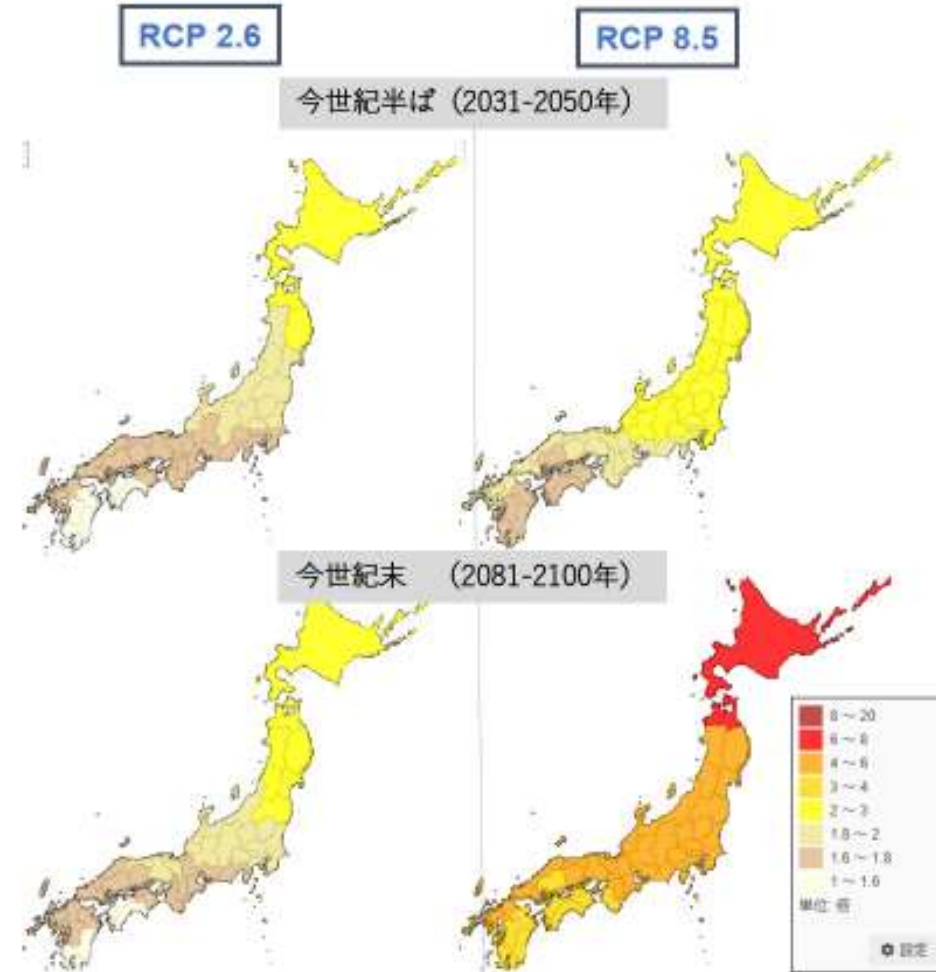 RCP 2.6
RCP 8.5
今世紀半ば (2031-2050年)
今世紀末 (2081-2100年)
8 ~ 20
6 ~ 8
4 ~ 6
3 ~ 4
2 ~ 3
1.8 ~ 2
1.6 ~ 1.8
1 ~ 1.6
単位: 倍
設定